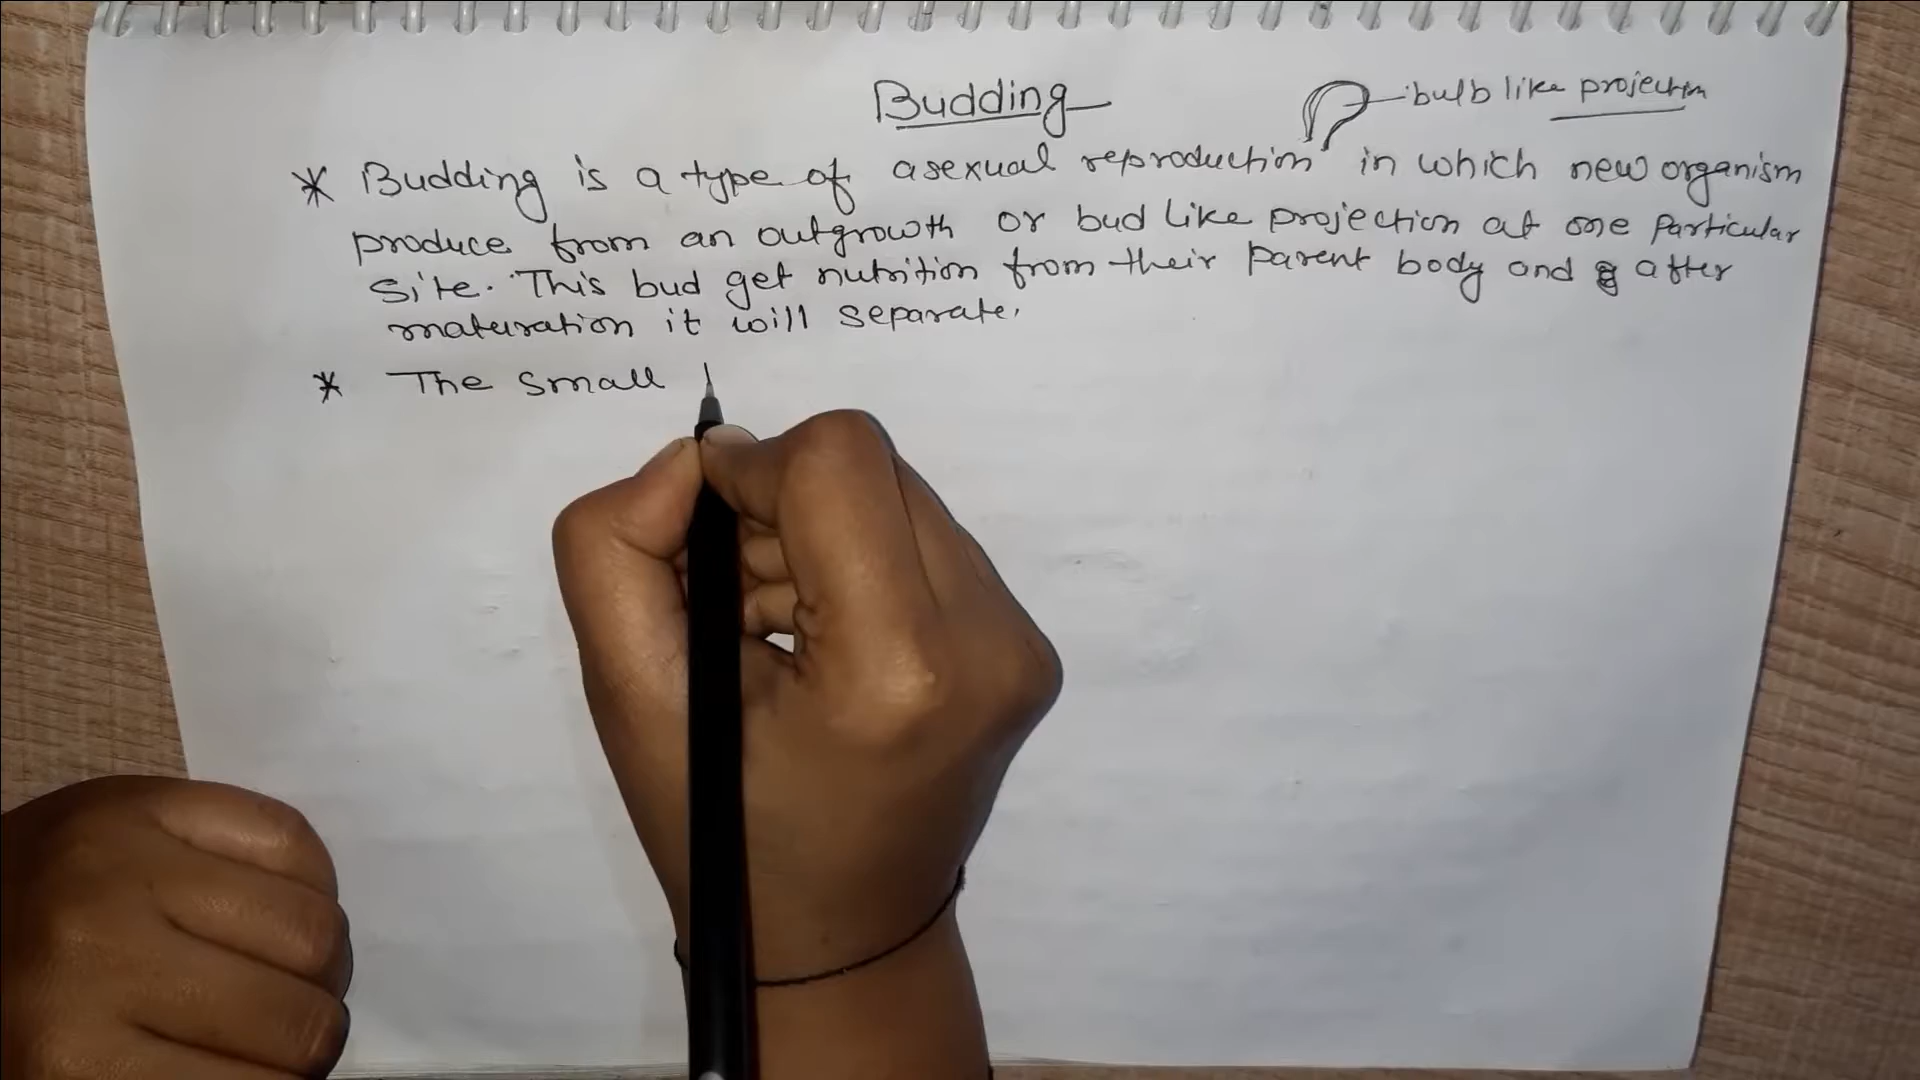 Budding
bulb like projection
* Budding is a type of asexual reproduction in which new organism
produce from an outgrowth or bud like projection at one particular
site. This bud get nutrition from their parent body and after
maturation it will separate.
* The small